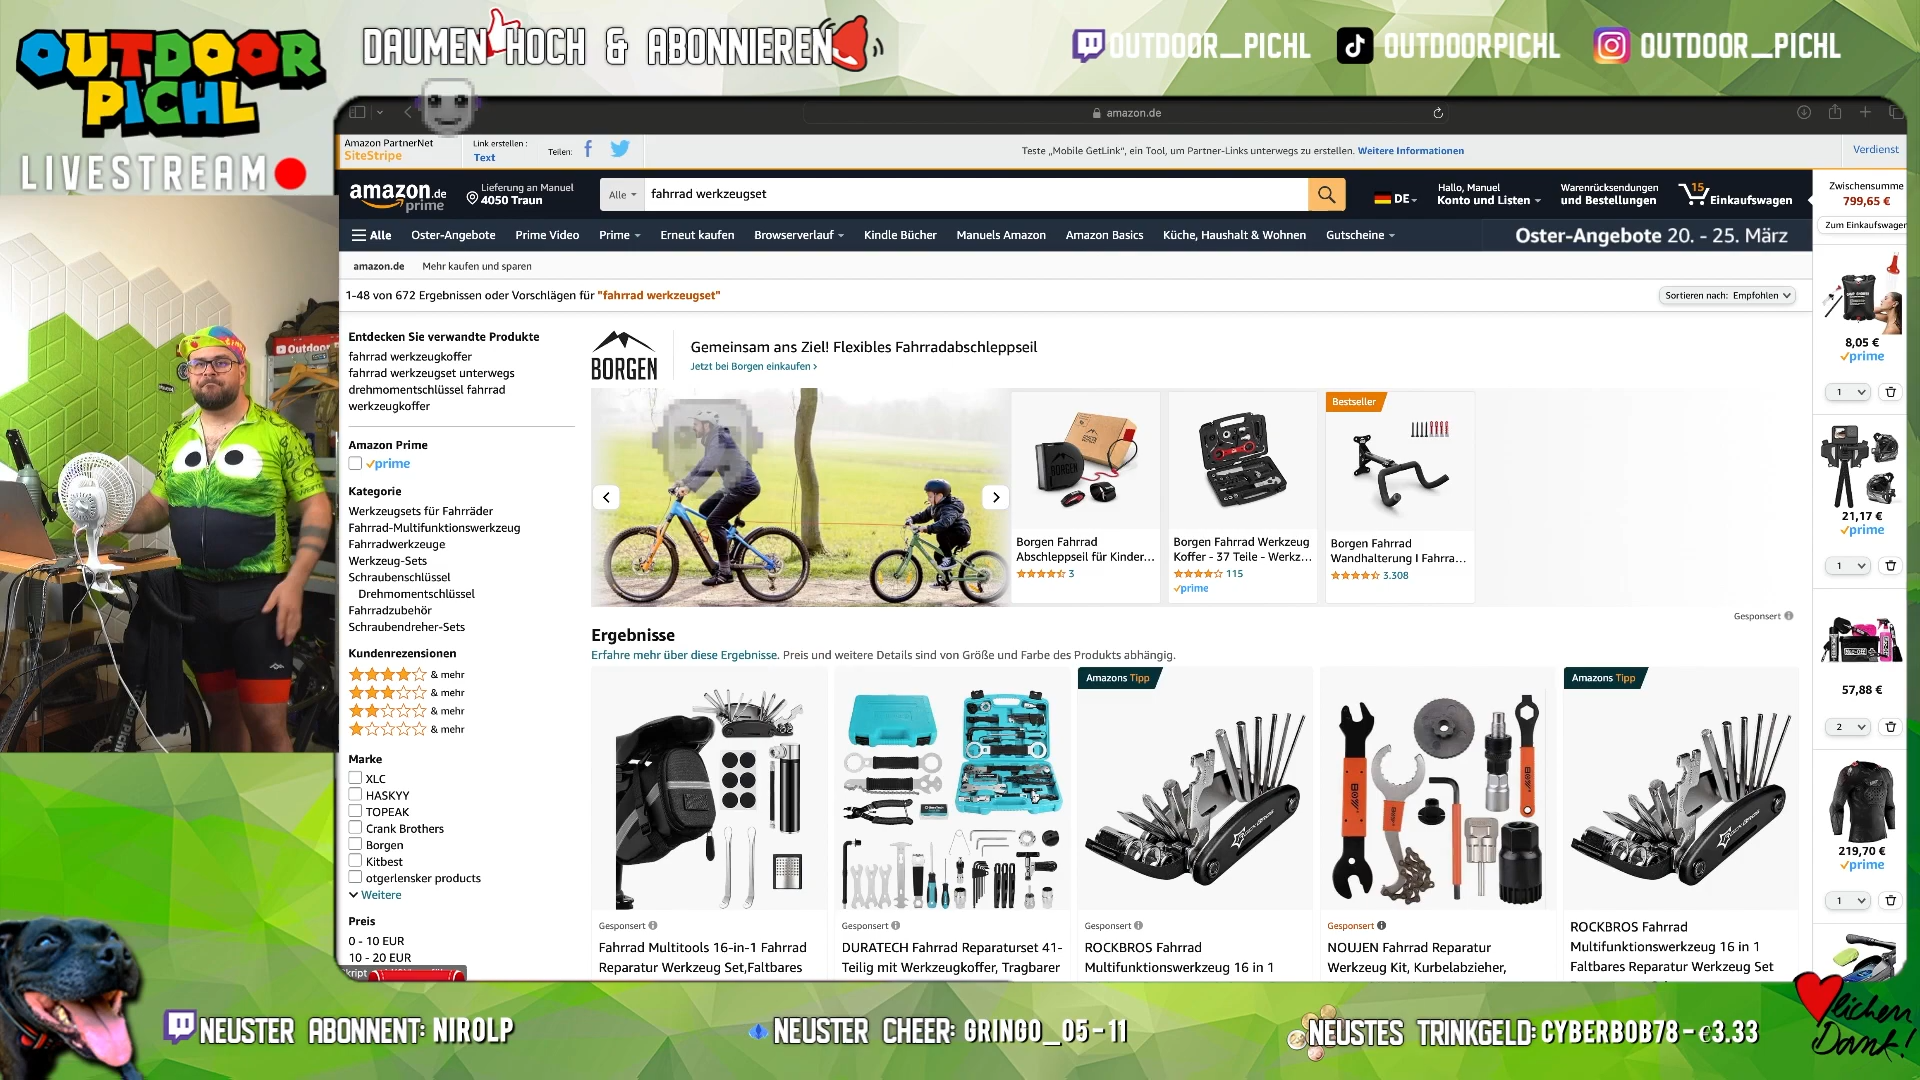 OUTDOOR
PICHL
LIVESTREAM
DAUMEN HOCH & ABONNIEREN
OUTDOOR_PICHL
OUTDOORPICHL
OUTDOOR_PICHL
amazon.de
Amazon PartnerNet
SiteStripe
Link erstellen :
Text
Teilen:
Teste „Mobile GetLink“, ein Tool, um Partner-Links unterwegs zu erstellen. Weitere Informationen
Verdienst
amazon.de
prime
Lieferung an Manuel
4050 Traun
Alle
fahrrad werkzeugset
DE
Hallo, Manuel
Konto und Listen
Warenrücksendungen
und Bestellungen
15
Einkaufswagen
Alle
Oster-Angebote
Prime Video
Prime
Erneut kaufen
Browserverlauf
Kindle Bücher
Manuels Amazon
Amazon Basics
Küche, Haushalt & Wohnen
Gutscheine
Oster-Angebote 20. - 25. März
amazon.de
Mehr kaufen und sparen
1-48 von 672 Ergebnissen oder Vorschlägen für "fahrrad werkzeugset"
Sortieren nach: Empfohlen
Entdecken Sie verwandte Produkte
fahrrad werkzeugkoffer
fahrrad werkzeugset unterwegs
drehmomentschlüssel fahrrad
werkzeugkoffer
Amazon Prime
prime
Kategorie
Werkzeugsets für Fahrräder
Fahrrad-Multifunktionswerkzeug
Fahrradwerkzeuge
Werkzeug-Sets
Schraubenschlüssel
Drehmomentschlüssel
Fahrradzubehör
Schraubendreher-Sets
Kundenrezensionen
& mehr
& mehr
& mehr
& mehr
Marke
XLC
HASKYY
TOPEAK
Crank Brothers
Borgen
Kitbest
otgerlensker products
Weitere
Preis
0 - 10 EUR
10 - 20 EUR
BORGEN
Gemeinsam ans Ziel! Flexibles Fahrradabschleppseil
Jetzt bei Borgen einkaufen ›
Borgen Fahrrad
Abschleppseil für Kinder...
3
Borgen Fahrrad Werkzeug
Koffer - 37 Teile - Werkz...
115
prime
Bestseller
Borgen Fahrrad
Wandhalterung I Fahrra...
3.308
Gesponsert
Ergebnisse
Erfahre mehr über diese Ergebnisse. Preis und weitere Details sind von Größe und Farbe des Produkts abhängig.
Gesponsert
Fahrrad Multitools 16-in-1 Fahrrad
Reparatur Werkzeug Set,Faltbares
Gesponsert
DURATECH Fahrrad Reparaturset 41-
Teilig mit Werkzeugkoffer, Tragbarer
Amazons Tipp
Gesponsert
ROCKBROS Fahrrad
Multifunktionswerkzeug 16 in 1
Gesponsert
NOUJEN Fahrrad Reparatur
Werkzeug Kit, Kurbelabzieher,
Amazons Tipp
ROCKBROS Fahrrad
Multifunktionswerkzeug 16 in 1
Faltbares Reparatur Werkzeug Set
Zwischensumme
799,65 €
Zum Einkaufswagen
8,05 €
prime
1
21,17 €
prime
1
57,88 €
2
219,70 €
prime
1
NEUSTER ABONNENT: NIROLP
NEUSTER CHEER: GRINGO_05-11
NEUSTES TRINKGELD: CYBERBOB78 - €3.33
lichen
Dank!